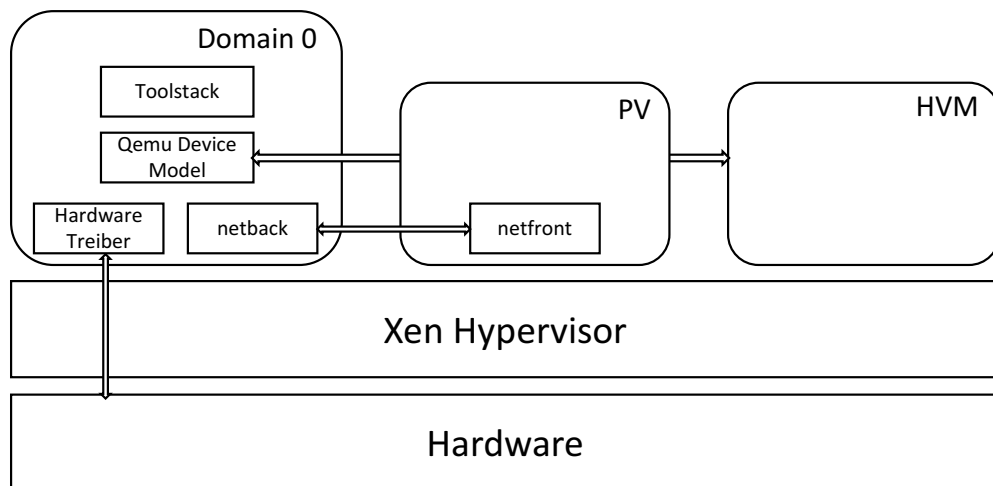 Domain 0
Toolstack
Qemu Device
Model
Hardware
Treiber
netback
PV
netfront
HVM
Xen Hypervisor
Hardware